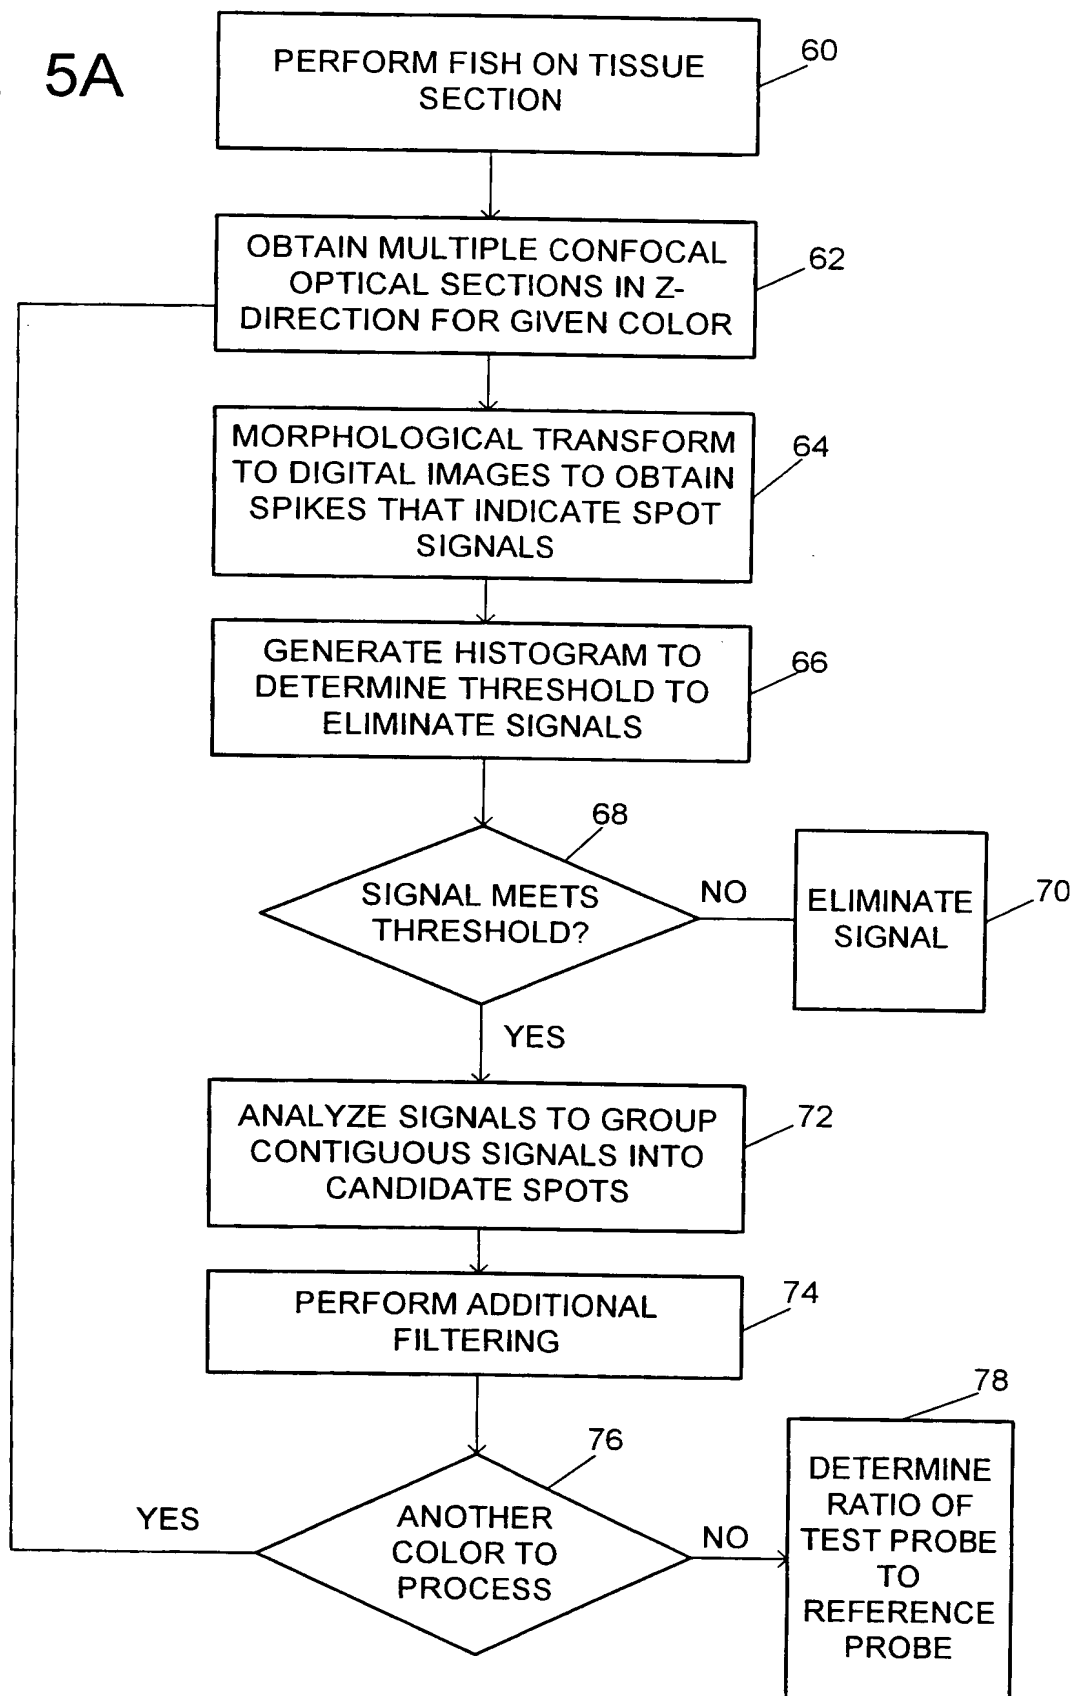 5A
PERFORM FISH ON TISSUE
SECTION
60
OBTAIN MULTIPLE CONFOCAL
OPTICAL SECTIONS IN Z-
DIRECTION FOR GIVEN COLOR
62
MORPHOLOGICAL TRANSFORM
TO DIGITAL IMAGES TO OBTAIN
SPIKES THAT INDICATE SPOT
SIGNALS
64
GENERATE HISTOGRAM TO
DETERMINE THRESHOLD TO
ELIMINATE SIGNALS
66
68
SIGNAL MEETS
THRESHOLD?
NO
ELIMINATE
SIGNAL
70
YES
ANALYZE SIGNALS TO GROUP
CONTIGUOUS SIGNALS INTO
CANDIDATE SPOTS
72
PERFORM ADDITIONAL
FILTERING
74
76
ANOTHER
COLOR TO
PROCESS
YES
NO
78
DETERMINE
RATIO OF
TEST PROBE
TO
REFERENCE
PROBE